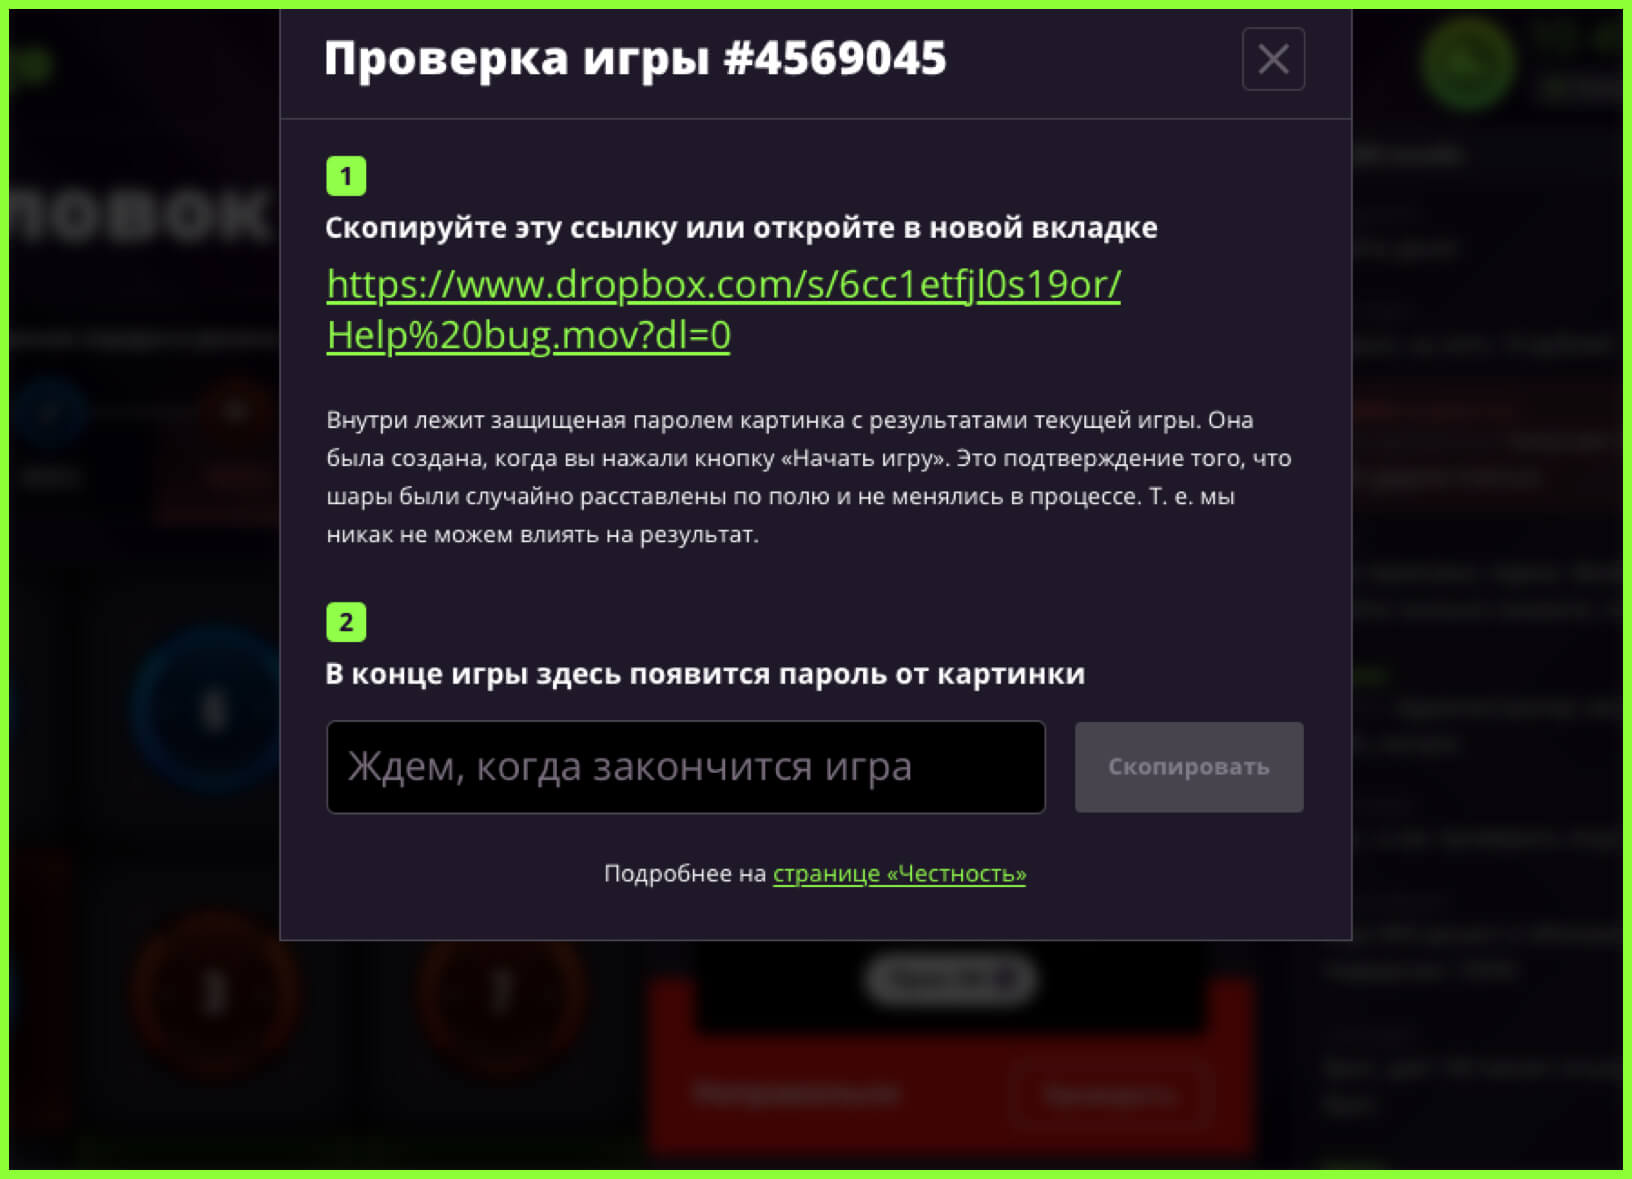 Проверка игры #4569045
1
Скопируйте эту ссылку или откройте в новой вкладке
https://www.dropbox.com/s/6cc1etfjl0s19or/
Help%20bug.mov?dl=0
Внутри лежит защищеная паролем картинка с результатами текущей игры. Она
была создана, когда вы нажали кнопку «Начать игру». Это подтверждение того, что
шары были случайно расставлены по полю и не менялись в процессе. Т. е. мы
никак не можем влиять на результат.
2
В конце игры здесь появится пароль от картинки
Ждем, когда закончится игра
Скопировать
Подробнее на странице «Честность»